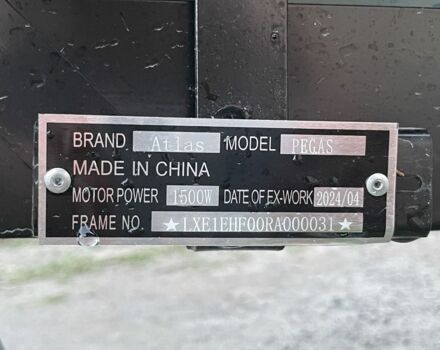 BRAND. Atlas MODEL PEGAS
MADE IN CHINA
MOTOR POWER 1500W DATE OF EX-WORK 2024/04
FRAME NO. ★LXE1EHF00RA000031★